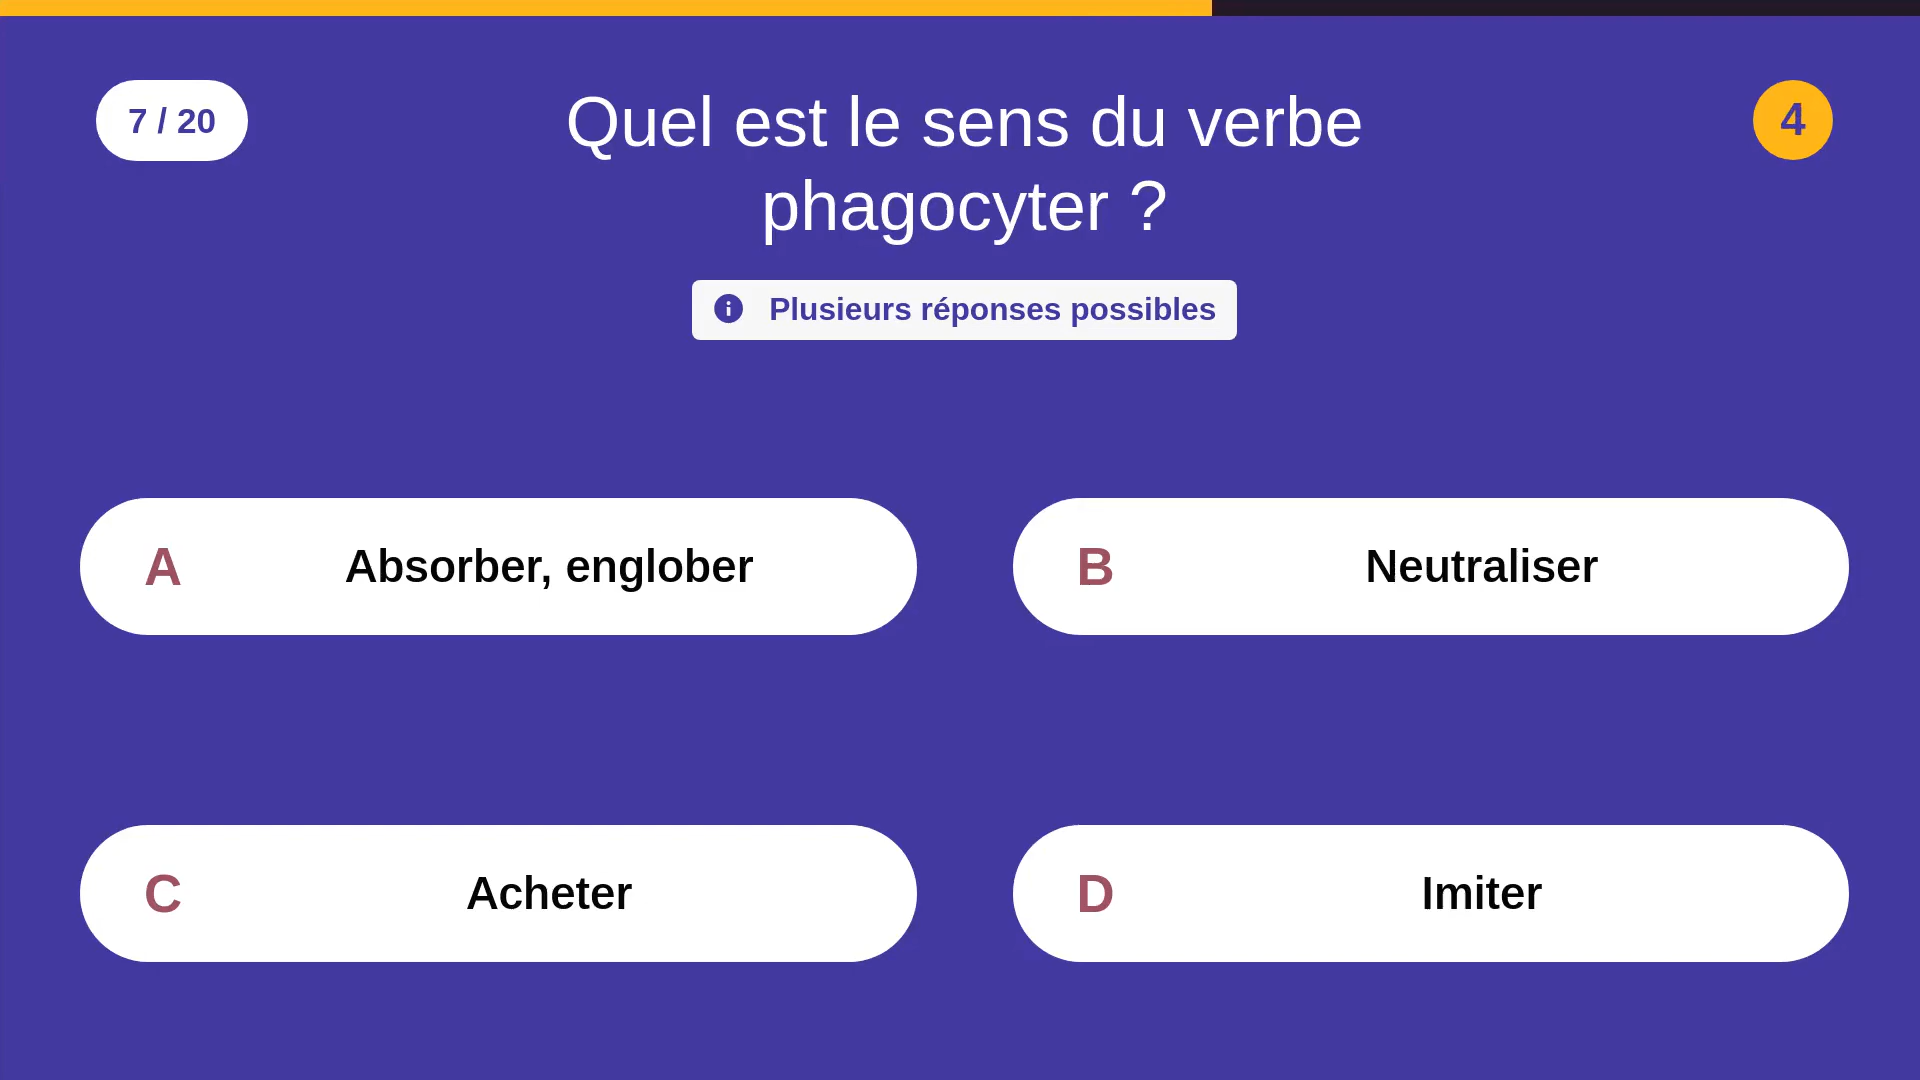 7 / 20
Quel est le sens du verbe
phagocyter ?
4
Plusieurs réponses possibles
A Absorber, englober
B Neutraliser
C Acheter
D Imiter